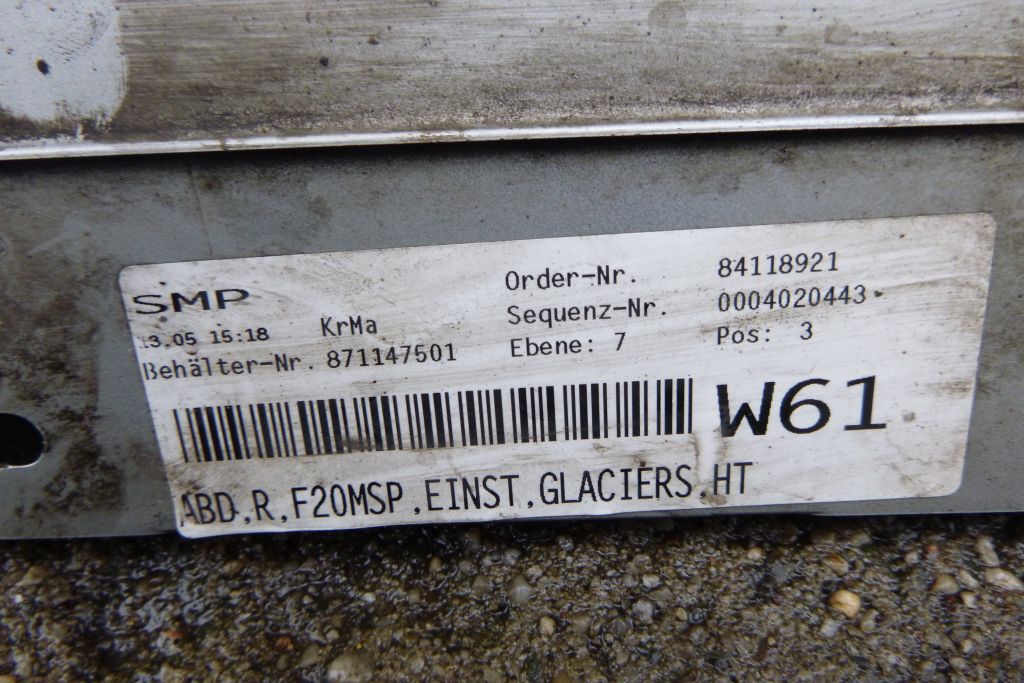 SMP
Order-Nr. 84118921
3.05 15:18 KrMa Sequenz-Nr. 0004020443
Behälter-Nr. 871147501 Ebene: 7 Pos: 3
W61
ABD,R,F20MSP,EINST,GLACIERS,HT